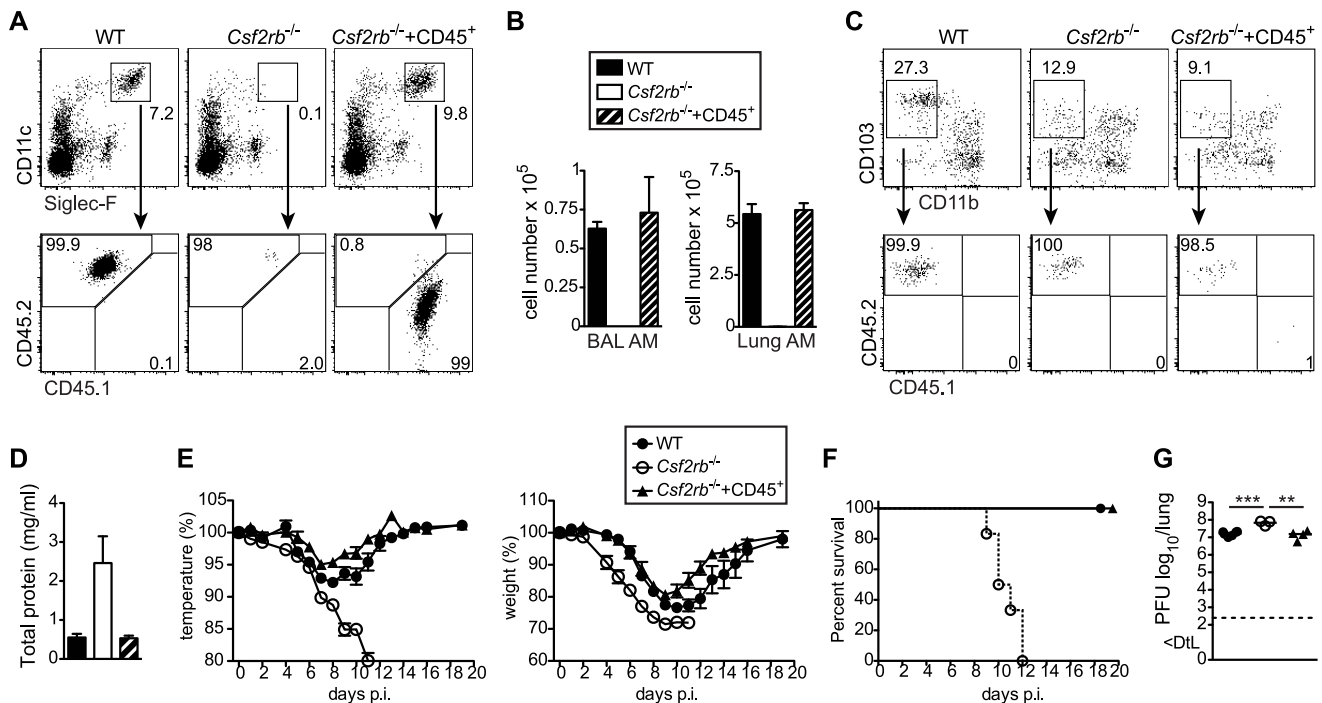 A
WT
Csf2rb-/-
Csf2rb-/-+CD45+
CD11c
7.2
0.1
9.8
Siglec-F
99.9
98
0.8
CD45.2
0.1
2.0
99
CD45.1
B
WT
Csf2rb-/-
Csf2rb-/-+CD45+
cell number x 10^5
1
0.75
0.5
0.25
0
BAL AM
cell number x 10^5
7.5
5
2.5
0
Lung AM
C
WT
Csf2rb-/-
Csf2rb-/-+CD45+
27.3
12.9
9.1
CD103
CD11b
99.9
100
98.5
CD45.2
0
0
1
CD45.1
D
Total protein (mg/ml)
4
3
2
1
0
E
WT
Csf2rb-/-
Csf2rb-/-+CD45+
temperature (%)
105
100
95
90
85
80
0 2 4 6 8 10 12 14 16 18 20
days p.i.
weight (%)
110
100
90
80
70
60
0 2 4 6 8 10 12 14 16 18 20
days p.i.
F
Percent survival
100
80
60
40
20
0
0 2 4 6 8 10 12 14 16 18 20
days p.i.
G
PFU log10/lung
*** **
9
8
7
6
5
4
3
2
<DtL
0